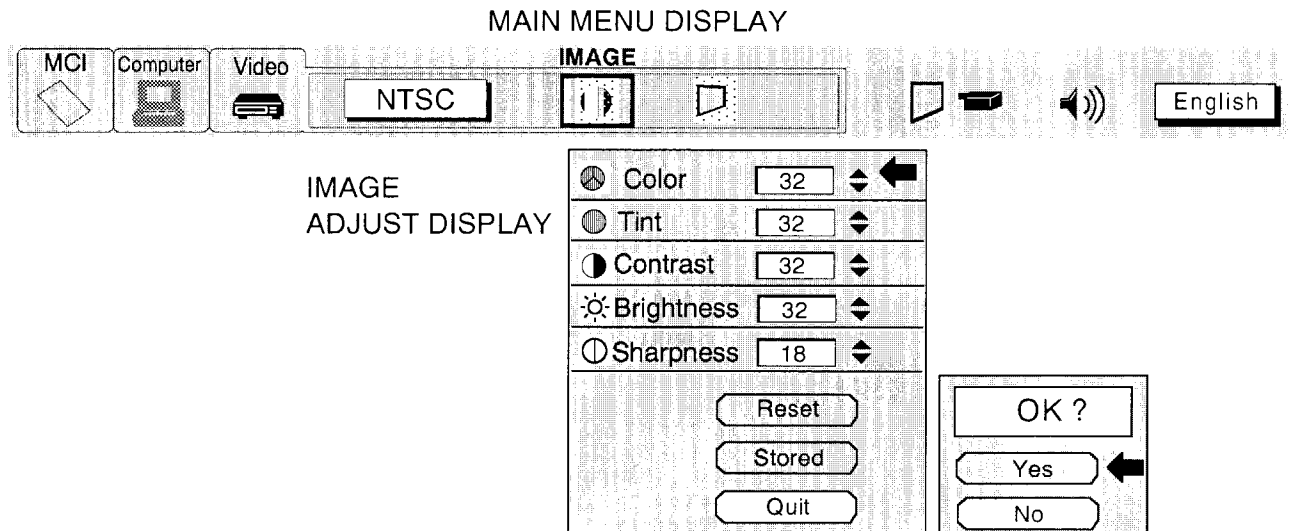 MAIN MENU DISPLAY
IMAGE
MCI Computer Video
NTSC
English
IMAGE
ADJUST DISPLAY
Color 32
Tint 32
Contrast 32
Brightness 32
Sharpness 18
Reset
Stored
Quit
OK ?
Yes
No